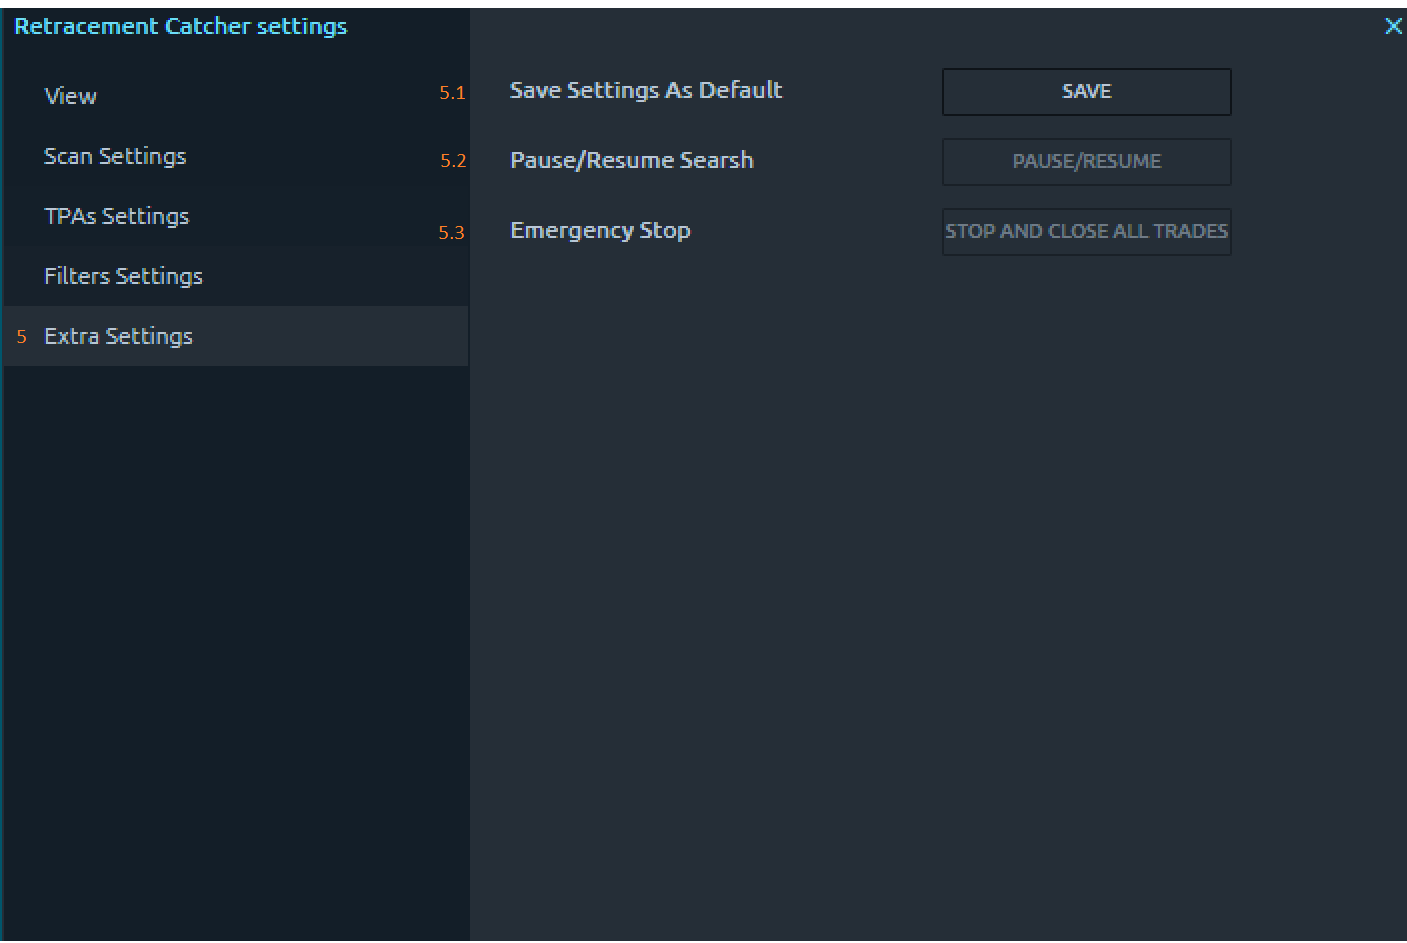 Retracement Catcher settings
View
Scan Settings
TPAs Settings
Filters Settings
5 Extra Settings
5.1 Save Settings As Default SAVE
5.2 Pause/Resume Searsh PAUSE/RESUME
5.3 Emergency Stop STOP AND CLOSE ALL TRADES